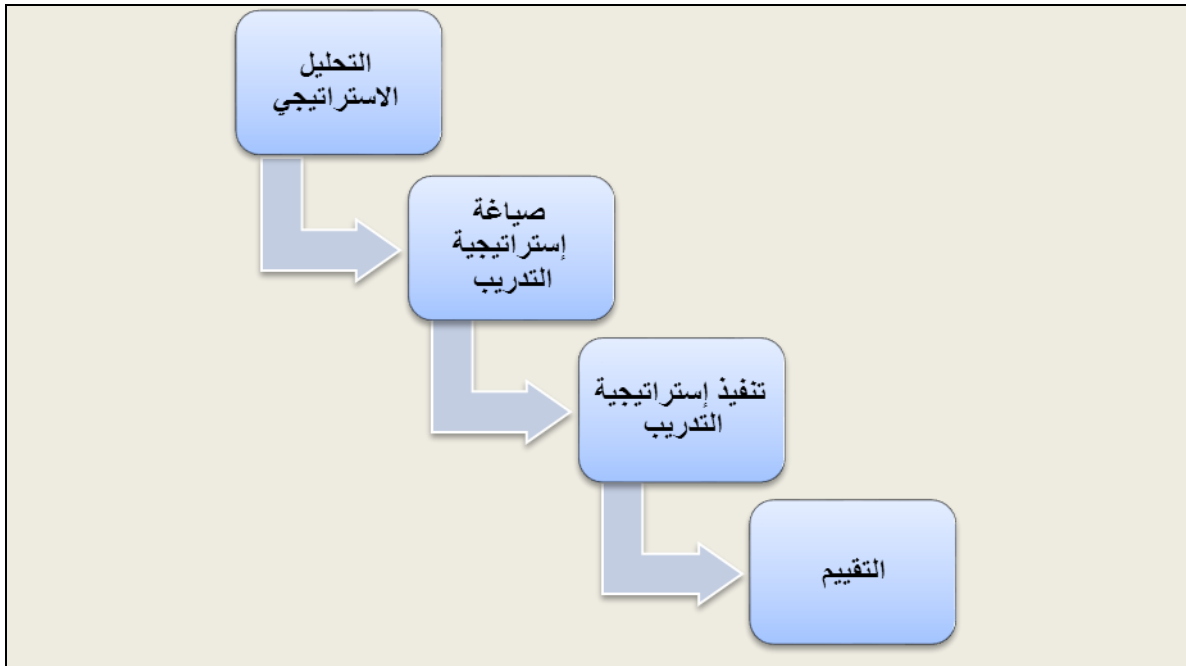 التحليل
الاستراتيجي
صياغة
إستراتيجية
التدريب
تنفيذ إستراتيجية
التدريب
التقييم